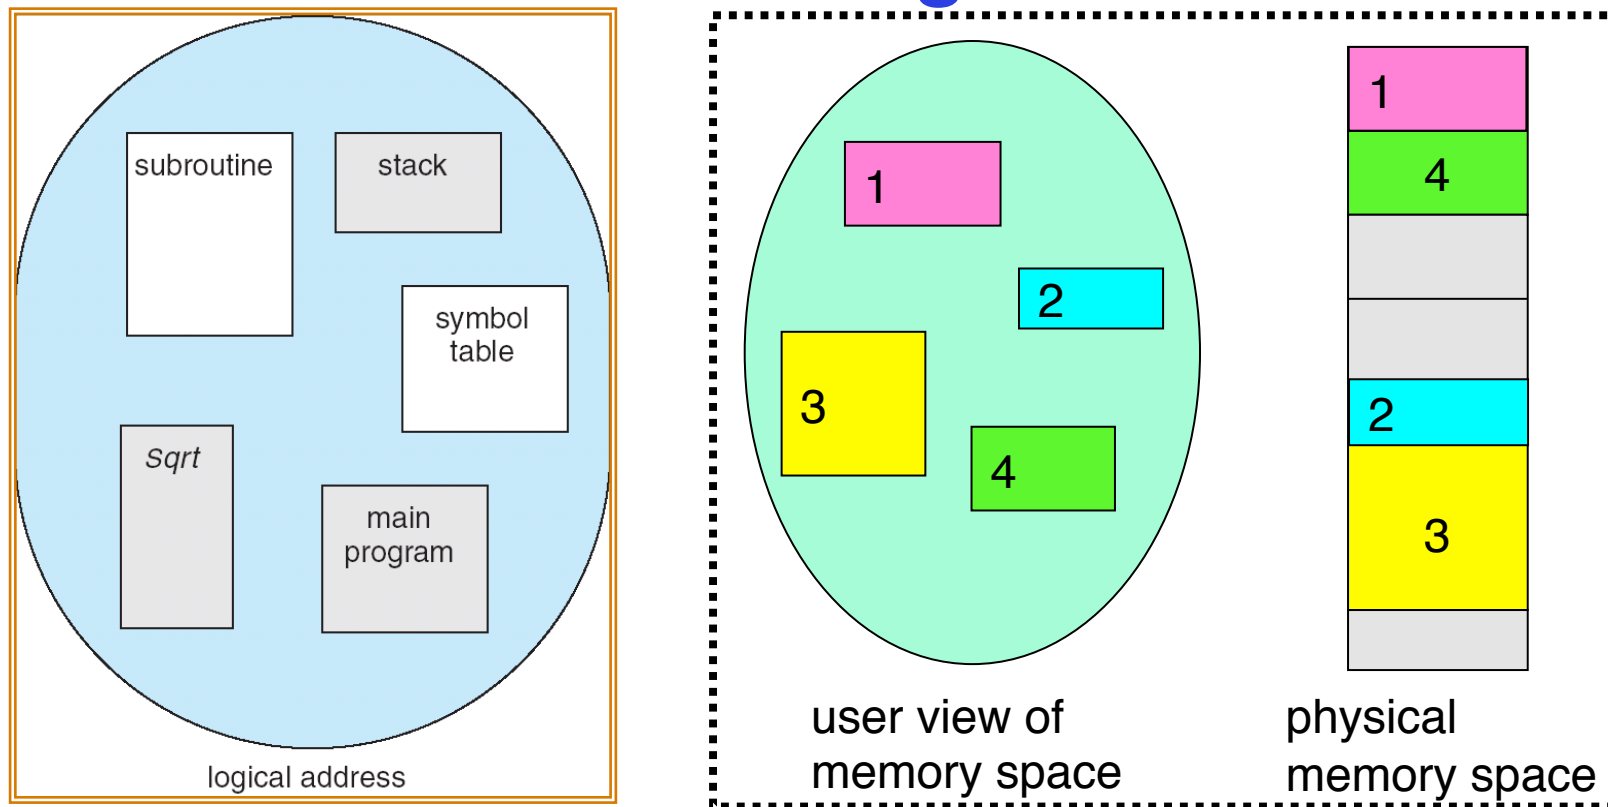 subroutine
stack
symbol
table
Sqrt
main
program
logical address
1
2
3
4
user view of
memory space
1
4
2
3
physical
memory space